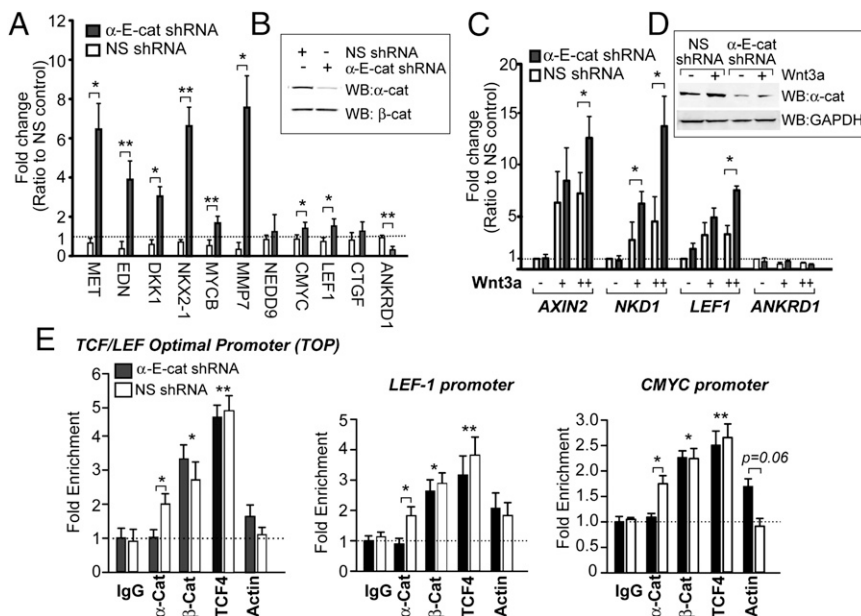 A
α-E-cat shRNA
NS shRNA
Fold change
(Ratio to NS control)
12
10
8
6
4
2
1
0
*
**
*
**
**
*
*
*
**
MET
EDN
DKK1
NKX2-1
MYCB
MMP7
NEDD9
CMYC
LEF1
CTGF
ANKRD1
B
+ - NS shRNA
- + α-E-cat shRNA
WB:α-cat
WB: β-cat
C
α-E-cat shRNA
NS shRNA
Fold change
(Ratio to NS control)
20
15
10
5
1
*
*
*
*
Wnt3a - + ++ - + ++ - + ++ - + ++
AXIN2 NKD1 LEF1 ANKRD1
D
NS α-E-cat
shRNA shRNA
- + - + Wnt3a
WB:α-cat
WB:GAPDH
E
TCF/LEF Optimal Promoter (TOP)
α-E-cat shRNA
NS shRNA
Fold Enrichment
6
5
4
3
2
1
0
*
*
**
IgG
α-Cat
β-Cat
TCF4
Actin
LEF-1 promoter
Fold Enrichment
5
4
3
2
1
0
*
*
**
IgG
α-Cat
β-Cat
TCF4
Actin
CMYC promoter
Fold Enrichment
3.0
2.5
2.0
1.5
1.0
0.5
0.0
*
*
**
p=0.06
IgG
α-Cat
β-Cat
TCF4
Actin